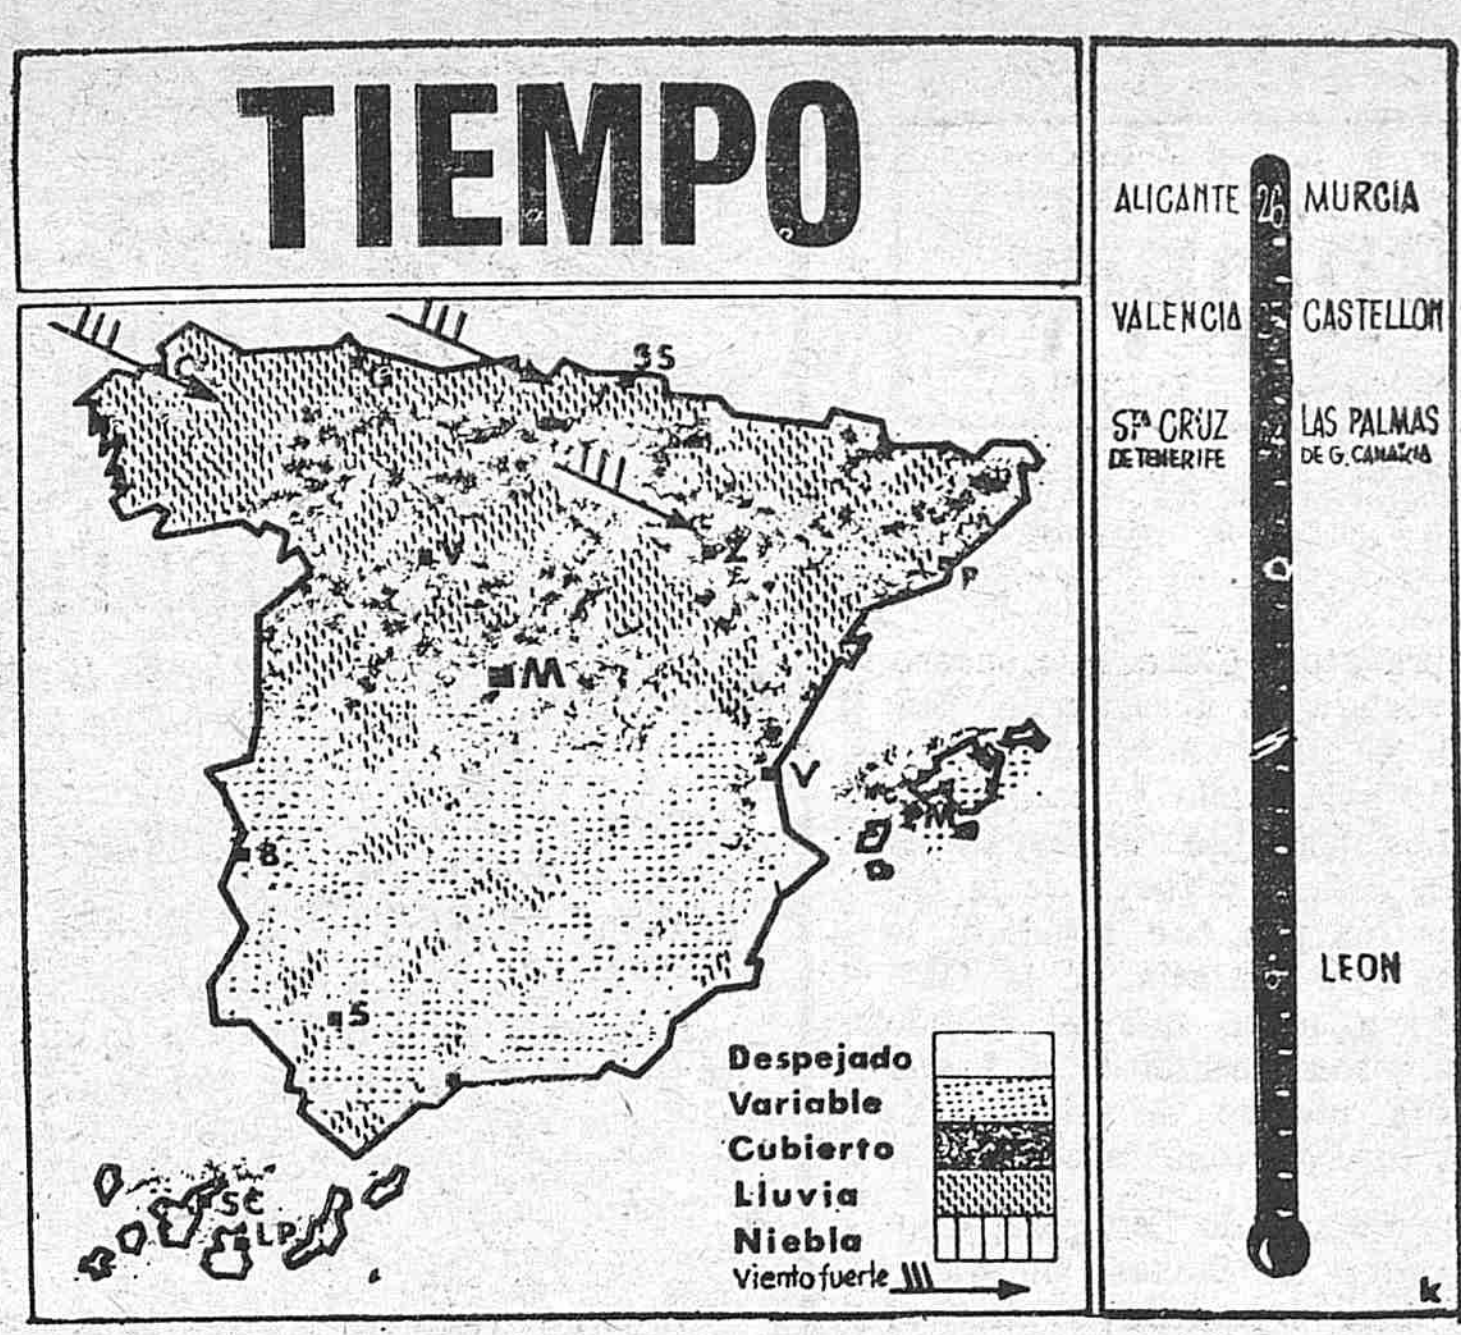 TIEMPO
C
G
SS
V
Z
M
V
M
B
S
SC
LP
Despejado
Variable
Cubierto
Lluvia
Niebla
Viento fuerte
ALICANTE 26 MURCIA
VALENCIA CASTELLON
STA CRUZ LAS PALMAS
DE TENERIFE DE G. CANARIA
LEON
k